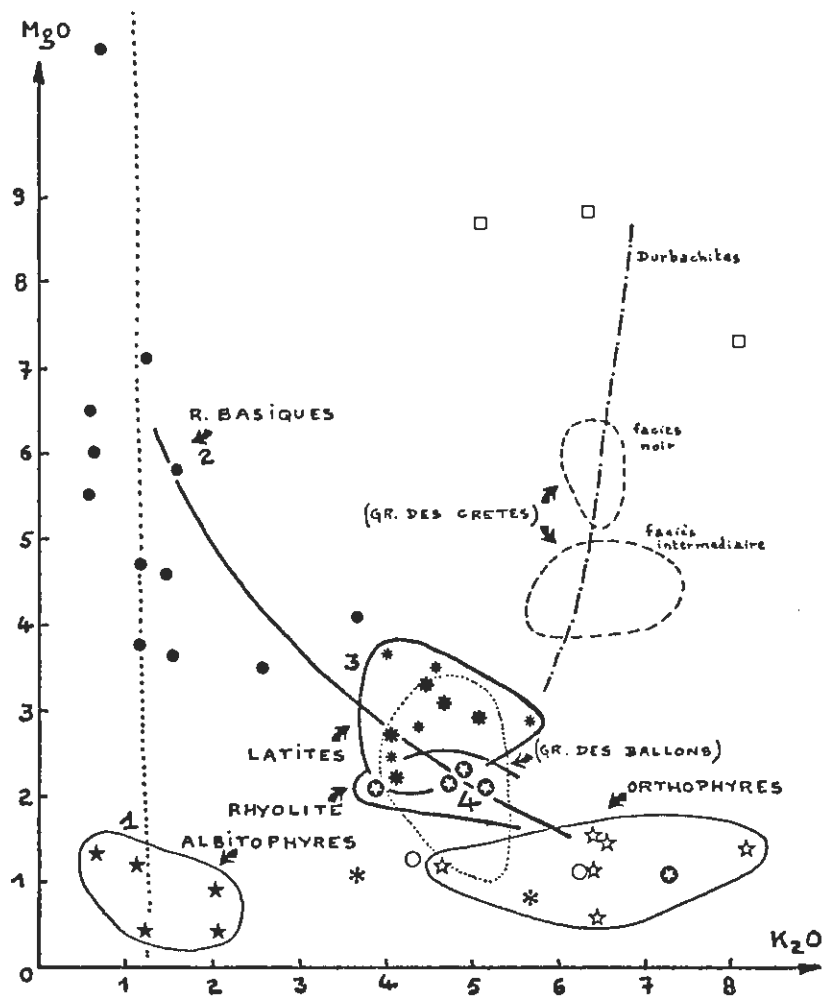 MgO
9
8
7
6
5
4
3
2
1
0
1
2
3
4
5
6
7
8
K₂O
Durbachites
R. BASIQUES
2
faciès
noir
(GR. DES CRETES)
faciès
intermediaire
3
LATITES
(GR. DES BALLONS)
RHYOLITE
4
ORTHOPHYRES
1
ALBITOPHYRES